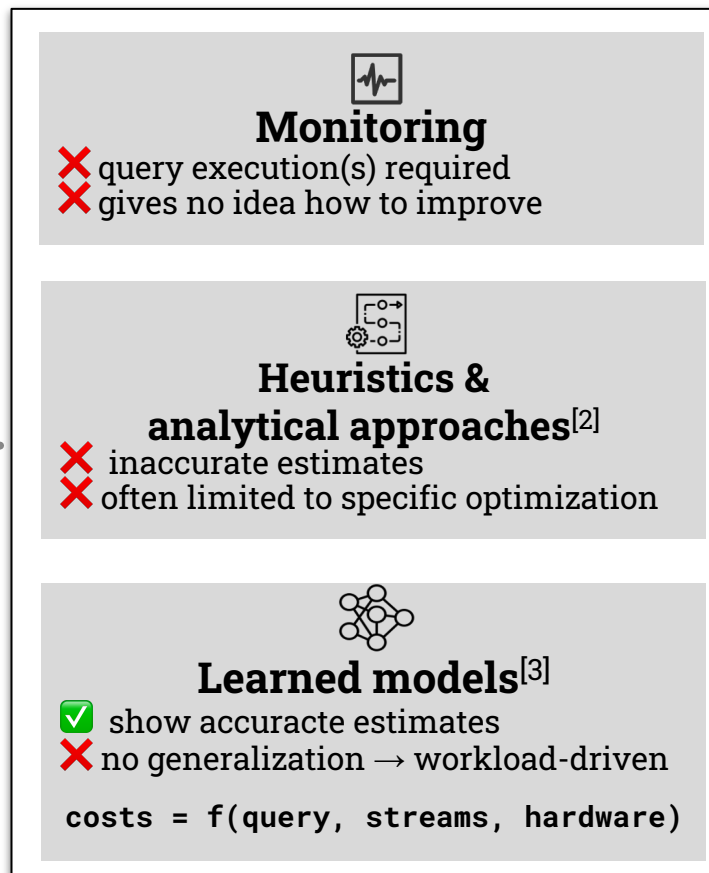 Monitoring
❌ query execution(s) required
❌ gives no idea how to improve
Heuristics &
analytical approaches[2]
❌ inaccurate estimates
❌ often limited to specific optimization
Learned models[3]
✅ show accuracte estimates
❌ no generalization → workload-driven
costs = f(query, streams, hardware)